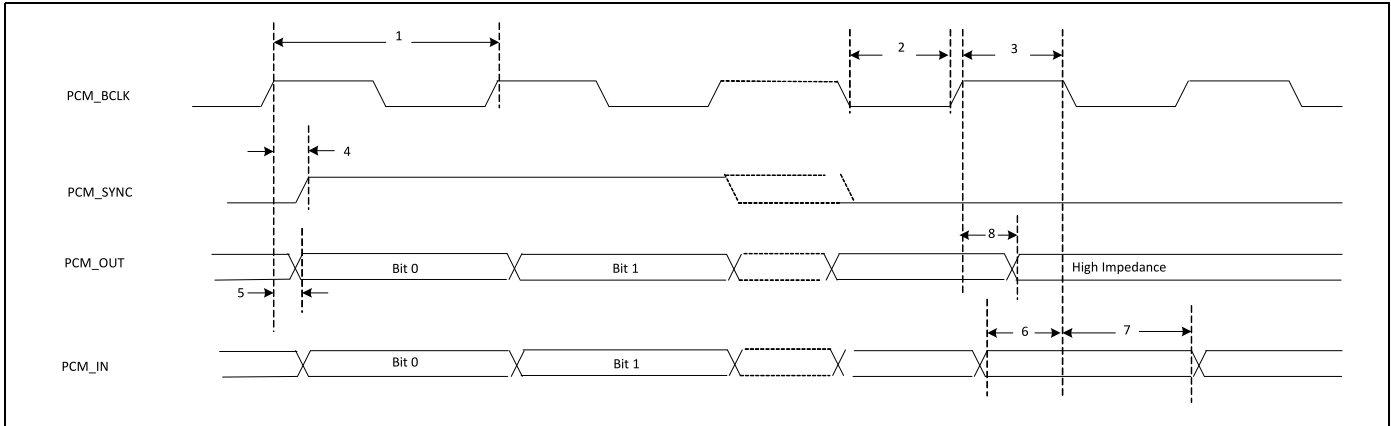 1
2
3
PCM_BCLK
4
PCM_SYNC
8
PCM_OUT
Bit 0
Bit 1
High Impedance
5
6
7
PCM_IN
Bit 0
Bit 1